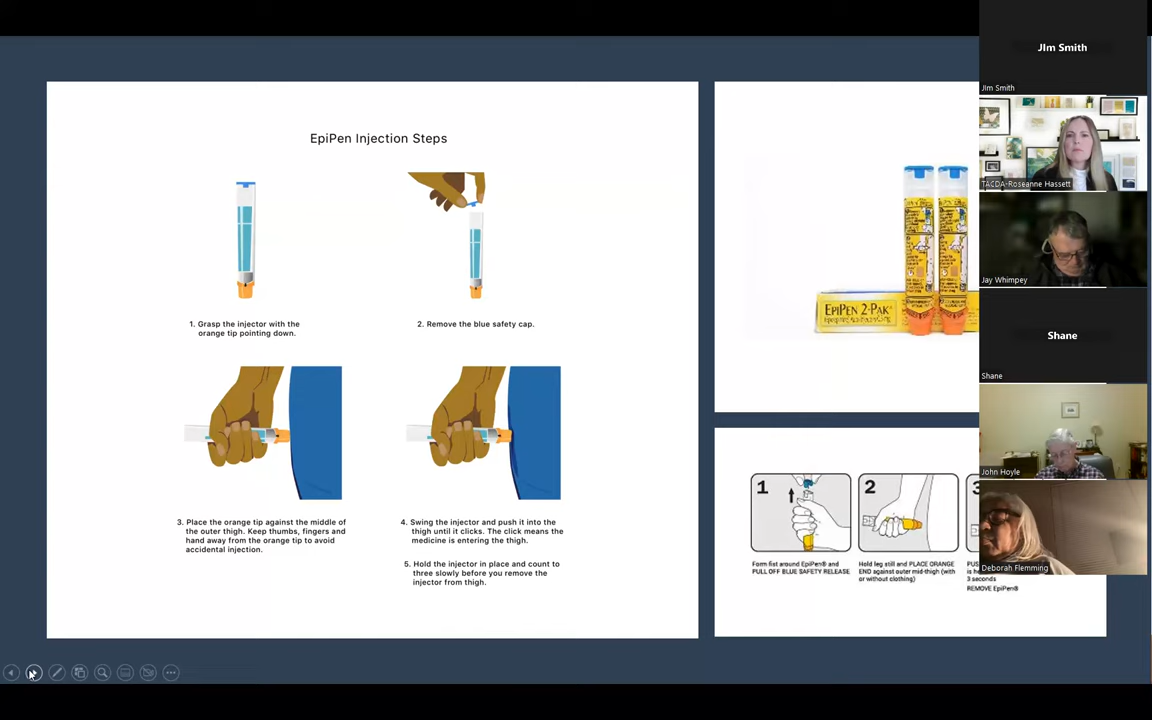 EpiPen Injection Steps
1. Grasp the injector with the
orange tip pointing down.
2. Remove the blue safety cap.
3. Place the orange tip against the middle of
the outer thigh. Keep thumbs, fingers and
hand away from the orange tip to avoid
accidental injection.
4. Swing the injector and push it into the
thigh until it clicks. The click means the
medicine is entering the thigh.
5. Hold the injector in place and count to
three slowly before you remove the
injector from thigh.
EPIPEN 2-PAK®
1
Form fist around EpiPen® and
PULL OFF BLUE SAFETY RELEASE
2
Hold leg still and PLACE ORANGE
END against outer mid-thigh (with
or without clothing)
3
is he
3 seconds
REMOVE EpiPen®
JIm Smith
JIm Smith
TACDA-Roseanne Hassett
Jay Whimpey
Shane
Shane
John Hoyle
Deborah Flemming